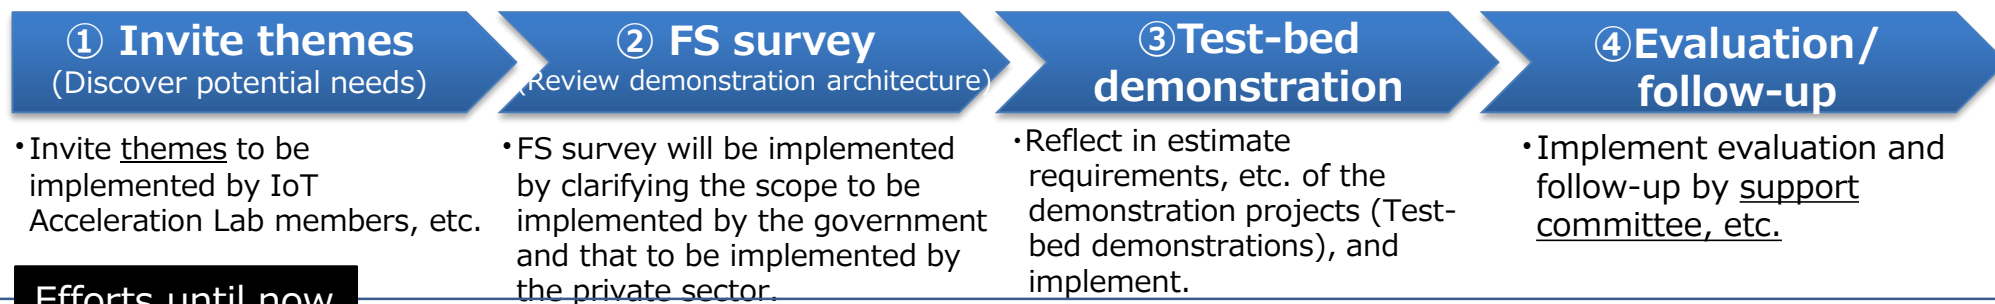 ① Invite themes
(Discover potential needs)
② FS survey
(Review demonstration architecture)
③Test-bed
demonstration
④Evaluation/
follow-up
・Invite themes to be
implemented by IoT
Acceleration Lab members, etc.
・FS survey will be implemented
by clarifying the scope to be
implemented by the government
and that to be implemented by
the private sector.
・Reflect in estimate
requirements, etc. of the
demonstration projects (Test-
bed demonstrations), and
implement.
・Implement evaluation and
follow-up by support
committee, etc.
Efforts until now